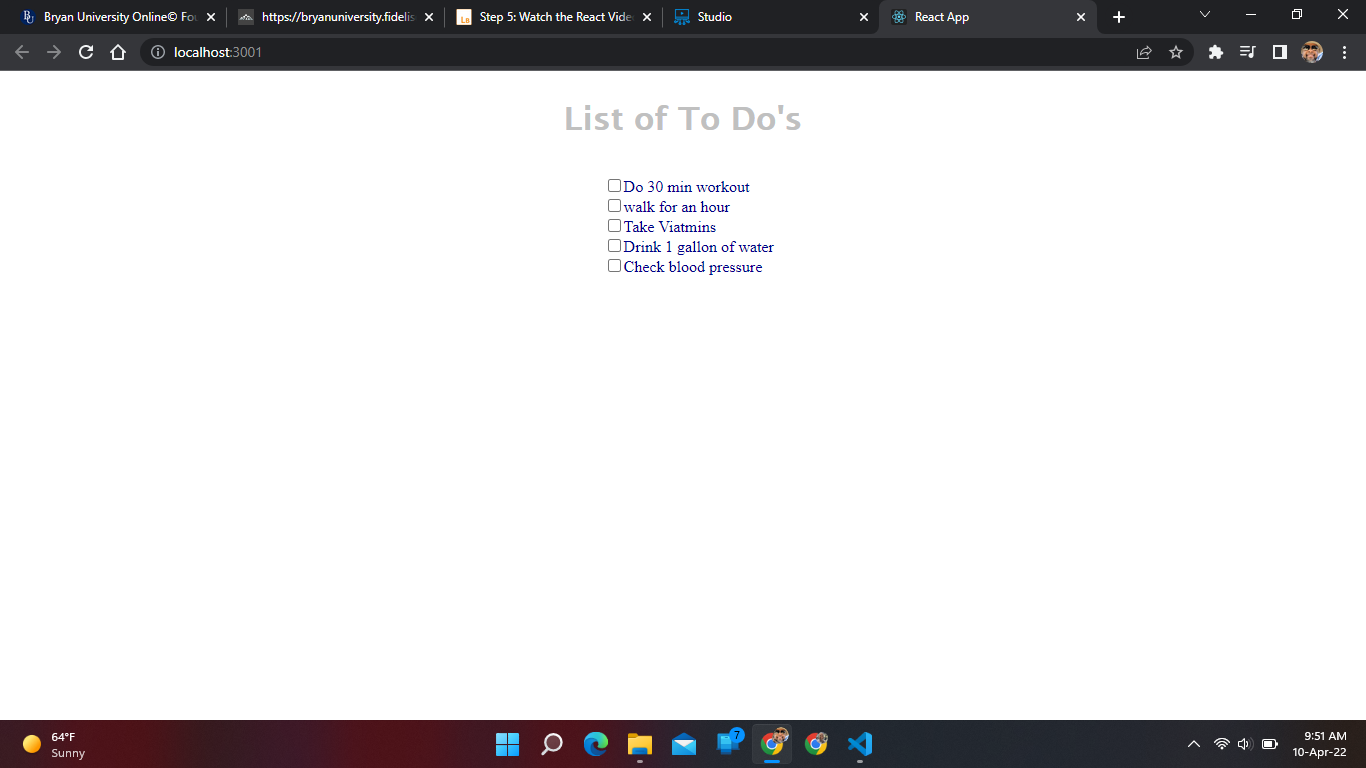 Bryan University Online© Fou
https://bryanuniversity.fidelis
Step 5: Watch the React Vide
Studio
React App
localhost:3001
List of To Do's
Do 30 min workout
walk for an hour
Take Viatmins
Drink 1 gallon of water
Check blood pressure
64°F
Sunny
7
9:51 AM
10-Apr-22